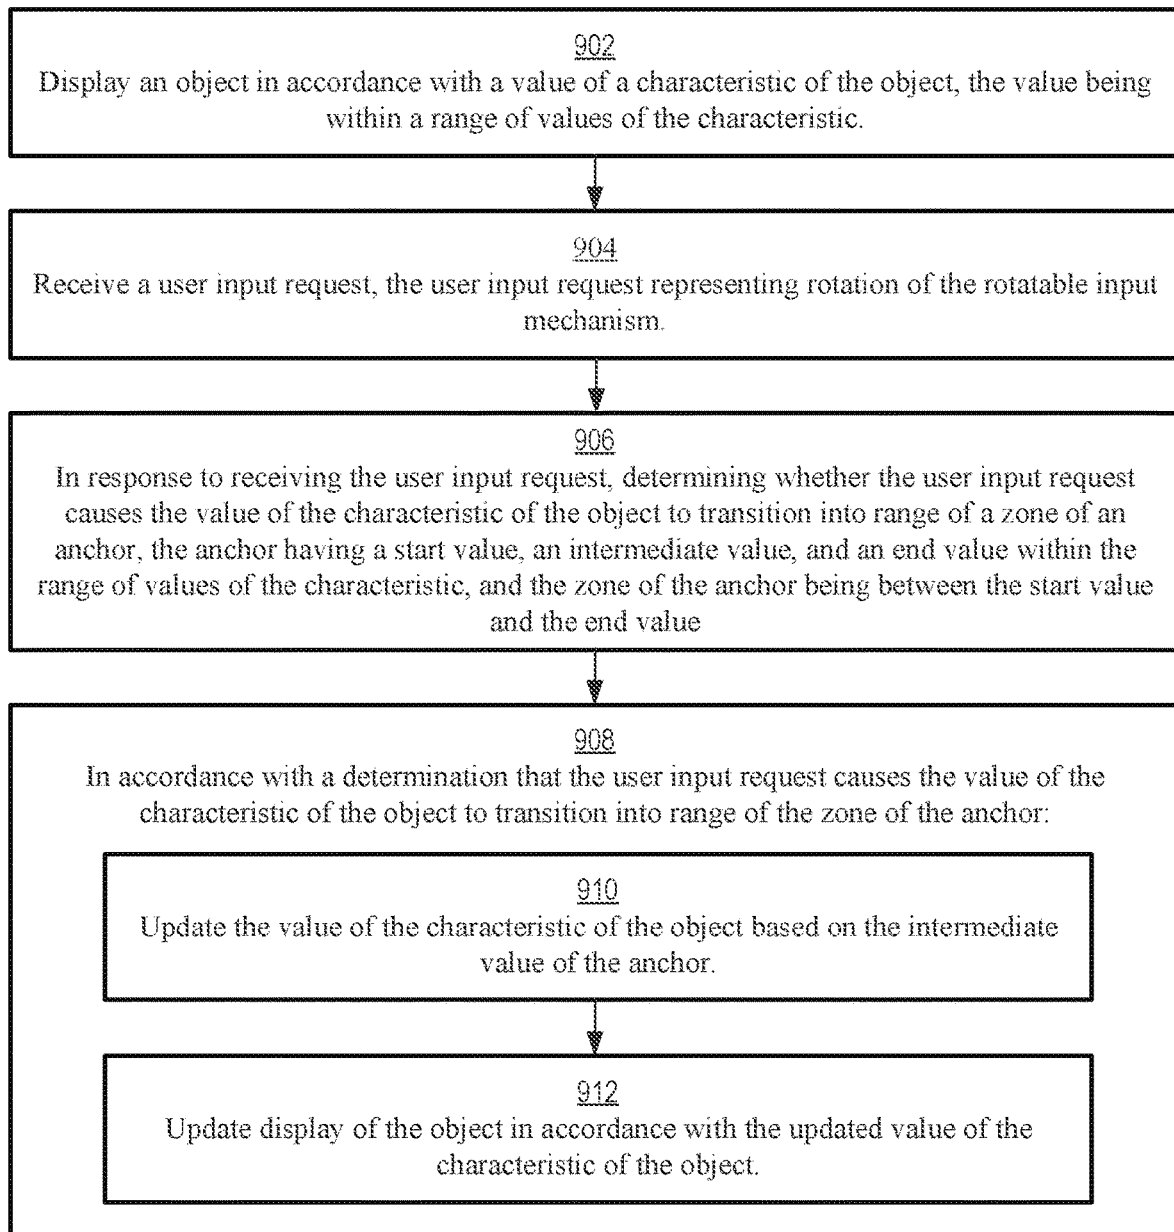 902
Display an object in accordance with a value of a characteristic of the object, the value being
within a range of values of the characteristic.
904
Receive a user input request, the user input request representing rotation of the rotatable input
mechanism.
906
In response to receiving the user input request, determining whether the user input request
causes the value of the characteristic of the object to transition into range of a zone of an
anchor, the anchor having a start value, an intermediate value, and an end value within the
range of values of the characteristic, and the zone of the anchor being between the start value
and the end value
908
In accordance with a determination that the user input request causes the value of the
characteristic of the object to transition into range of the zone of the anchor:
910
Update the value of the characteristic of the object based on the intermediate
value of the anchor.
912
Update display of the object in accordance with the updated value of the
characteristic of the object.